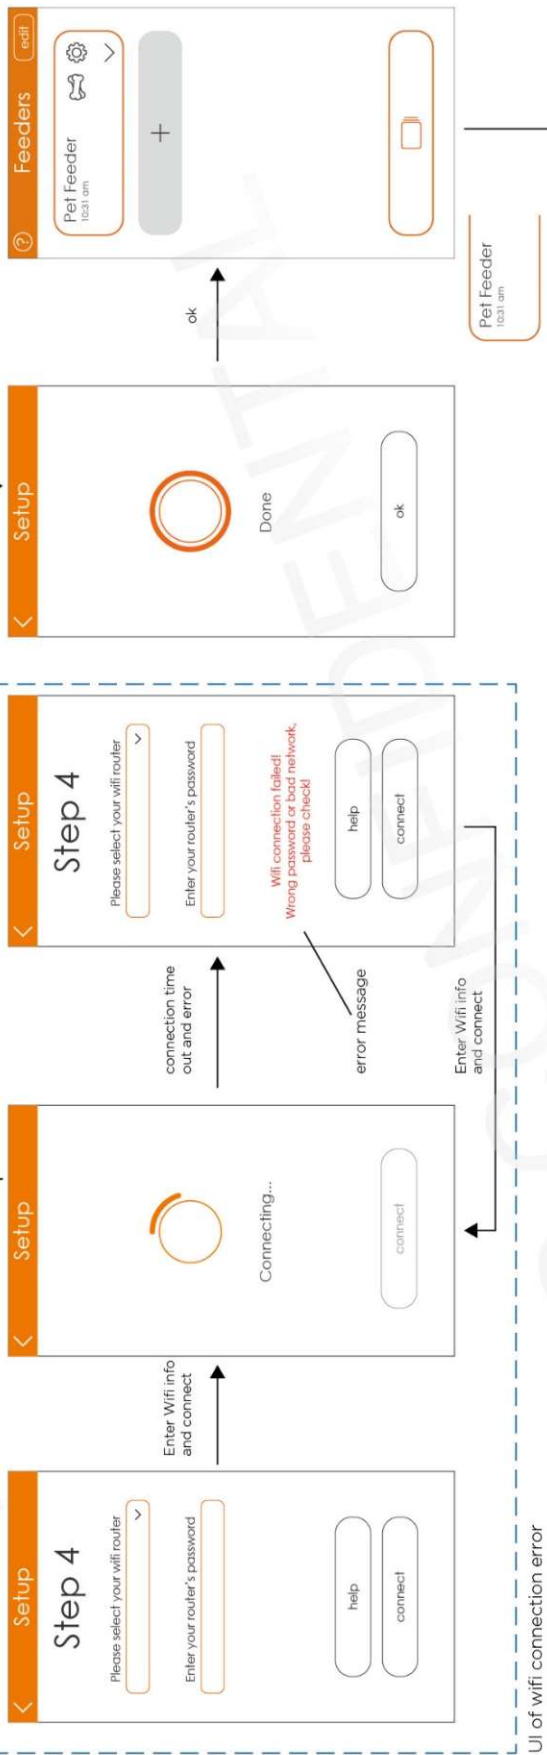 Setup
Step 4
Please select your wifi router
Enter your router's password
help
connect
Enter Wifi info
and connect
Setup
Connecting...
connect
connection time
out and error
Setup
Step 4
Please select your wifi router
Enter your router's password
Wifi connection failed!
Wrong password or bad network,
please check!
help
connect
error message
Enter Wifi info
and connect
Setup
Done
ok
ok
? Feeders edit
Pet Feeder
10:31 am
+
Pet Feeder
10:31 am
UI of wifi connection error
CONFIDENTAL